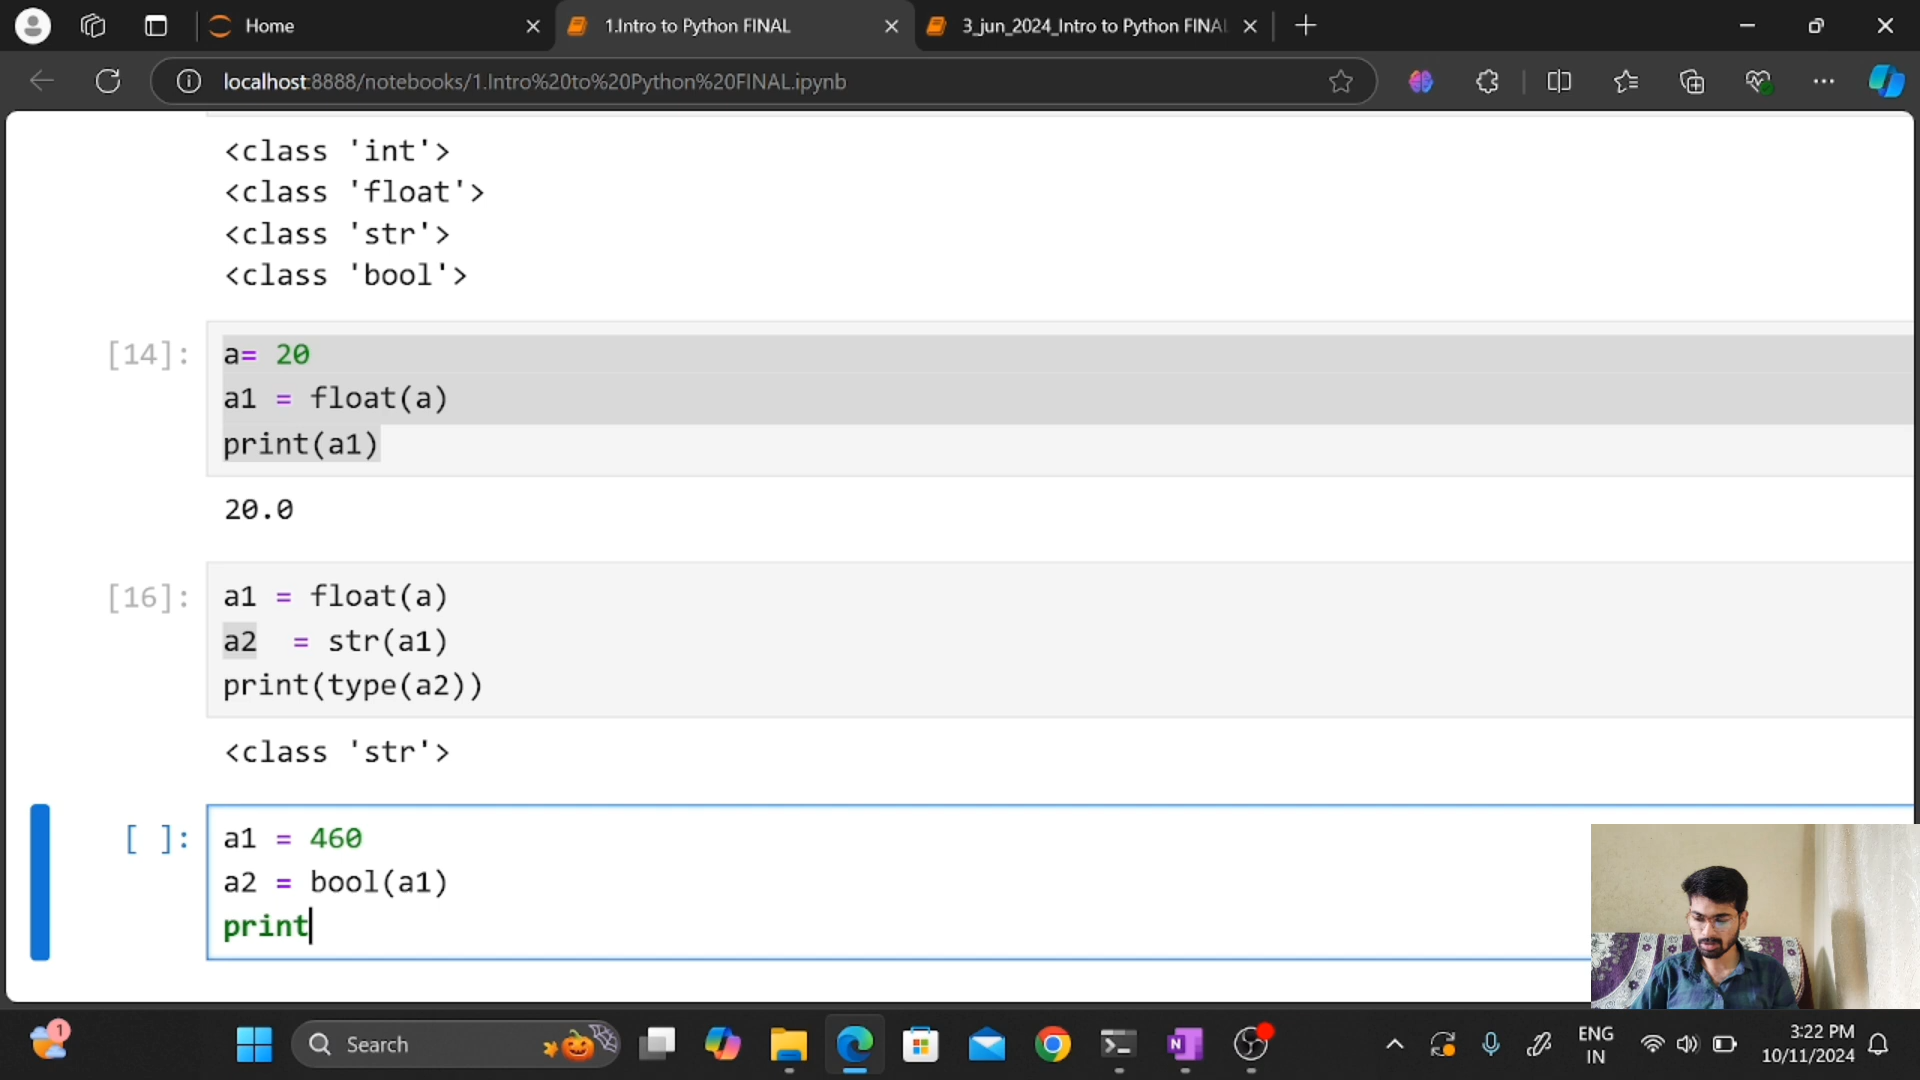 Home
1.Intro to Python FINAL
3_jun_2024_Intro to Python FINAL
localhost:8888/notebooks/1.Intro%20to%20Python%20FINAL.ipynb
<class 'int'>
<class 'float'>
<class 'str'>
<class 'bool'>
[14]:
a= 20
a1 = float(a)
print(a1)
20.0
[16]:
a1 = float(a)
a2  = str(a1)
print(type(a2))
<class 'str'>
[ ]:
a1 = 460
a2 = bool(a1)
print
1
Search
N
ENG
IN
3:22 PM
10/11/2024